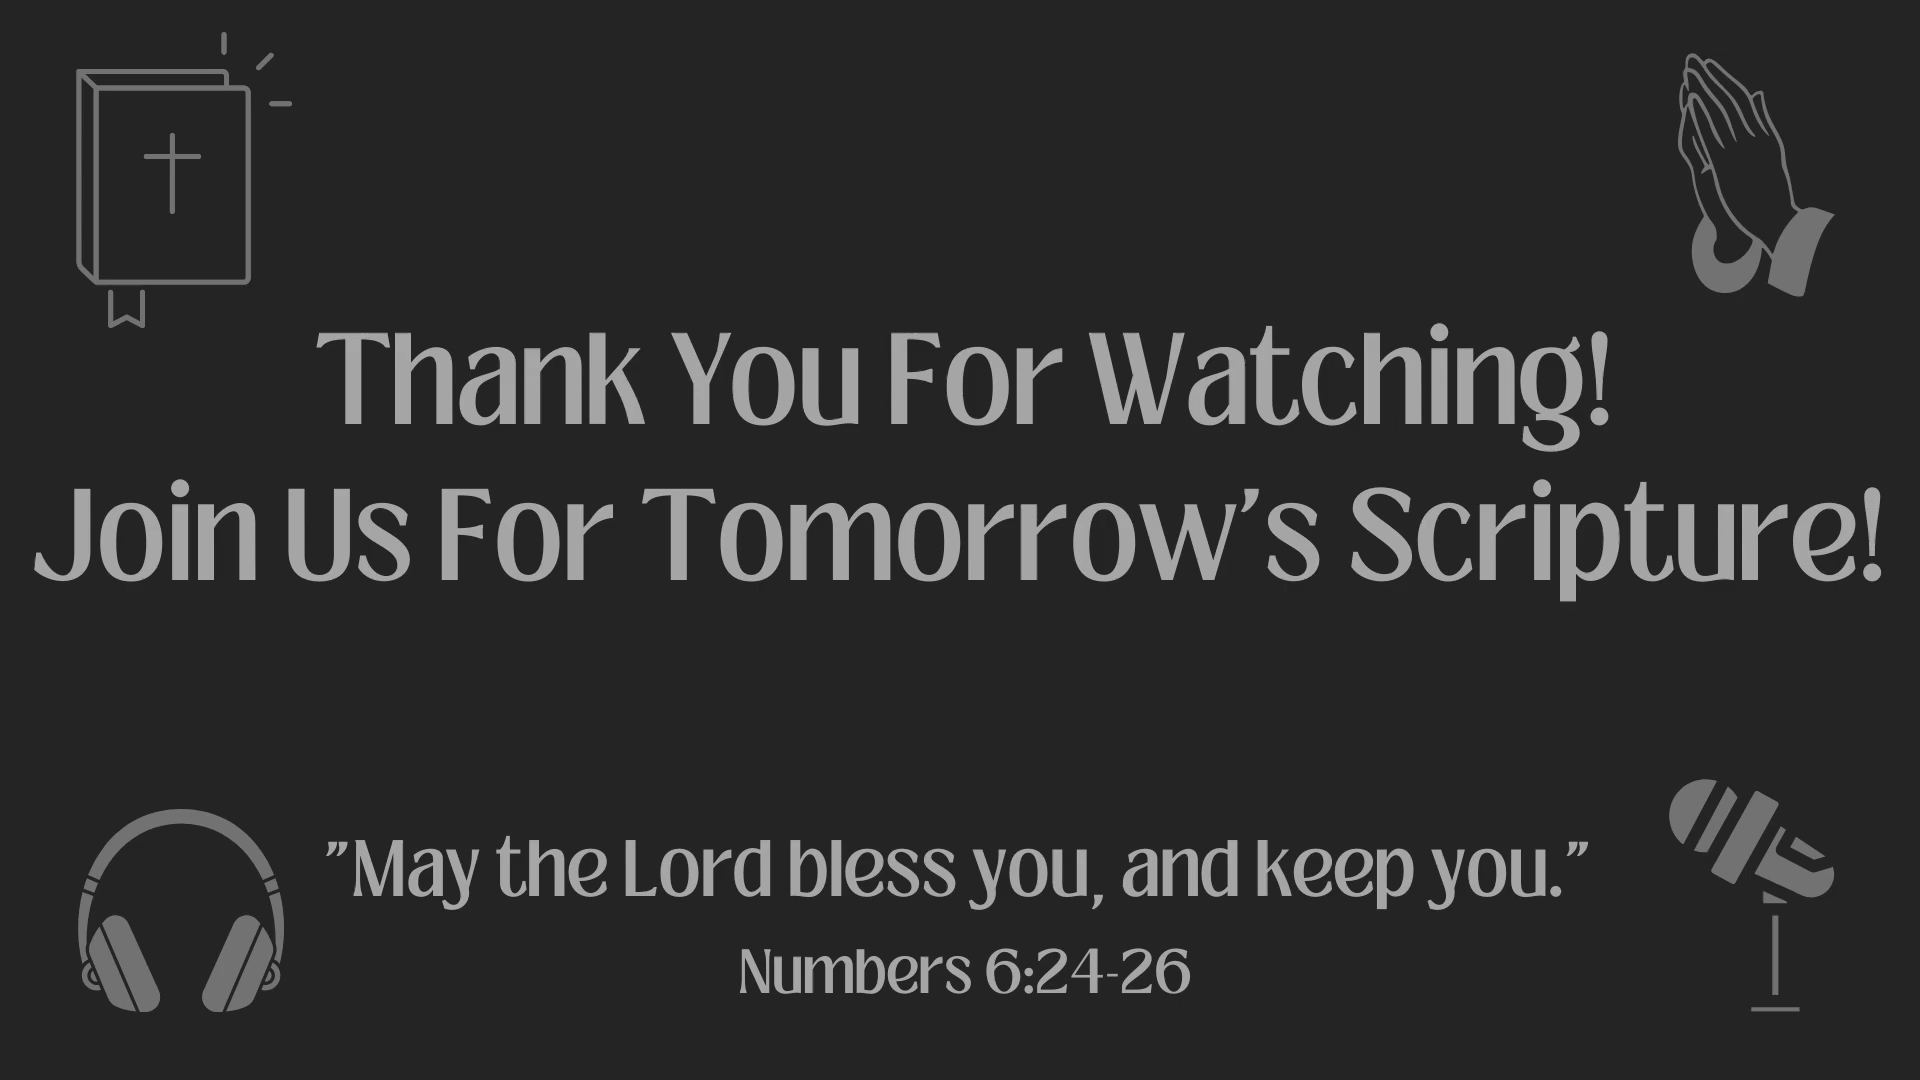 Thank You For Watching!
Join Us For Tomorrow’s Scripture!
”May the Lord bless you, and keep you.”
Numbers 6:24-26